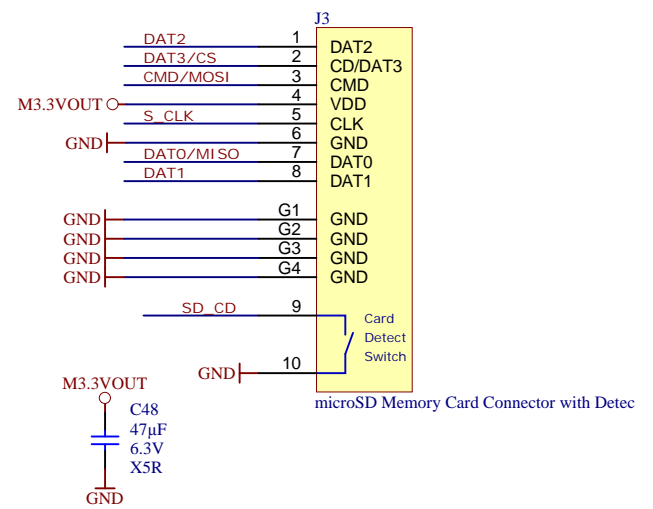 J3
DAT2 1 DAT2
DAT3/CS 2 CD/DAT3
CMD/MOSI 3 CMD
M3.3VOUT 4 VDD
S_CLK 5 CLK
GND 6 GND
DAT0/MISO 7 DAT0
DAT1 8 DAT1
GND G1 GND
GND G2 GND
GND G3 GND
GND G4 GND
SD_CD 9
Card
Detect
Switch
GND 10
microSD Memory Card Connector with Detec
M3.3VOUT
C48
47µF
6.3V
X5R
GND